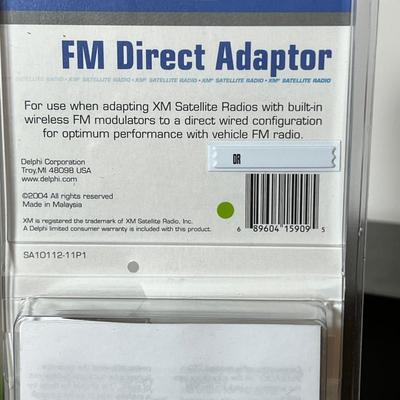 FM Direct Adaptor
SATELLITE RADIO • XM® SATELLITE RADIO • XM® SATELLITE RADIO • XM® SATELLITE RADIO • XM® SATELLITE RADIO
For use when adapting XM Satellite Radios with built-in
wireless FM modulators to a direct wired configuration
for optimum performance with vehicle FM radio.
DR
Delphi Corporation
Troy,MI 48098 USA
www.delphi.com
©2004 All rights reserved
Made in Malaysia
XM is registered the trademark of XM Satellite Radio, Inc.
A Delphi limited consumer warranty is included with this product.
6 89604 15909 5
SA10112-11P1